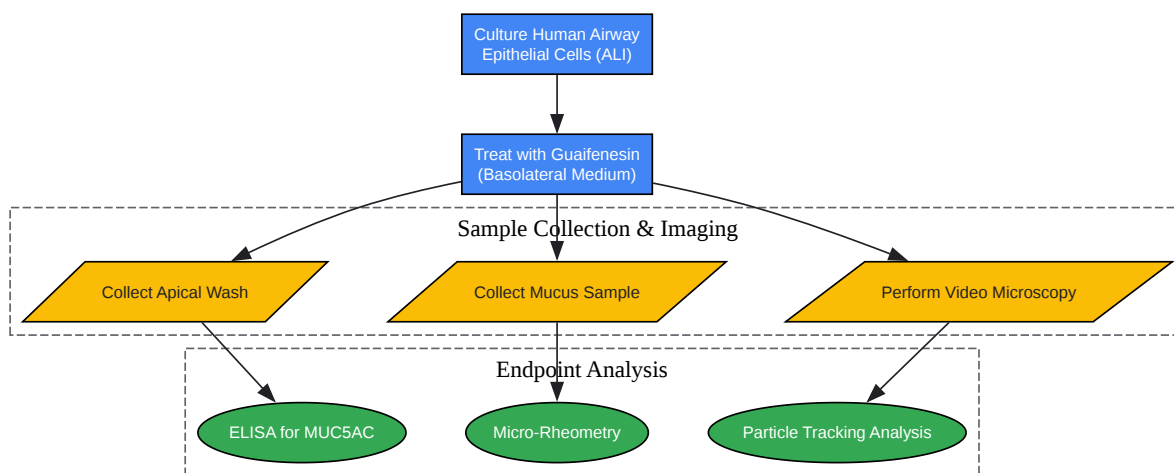 Culture Human Airway
Epithelial Cells (ALI)
Treat with Guaifenesin
(Basolateral Medium)
Sample Collection & Imaging
Collect Apical Wash
Collect Mucus Sample
Perform Video Microscopy
Endpoint Analysis
ELISA for MUC5AC
Micro-Rheometry
Particle Tracking Analysis